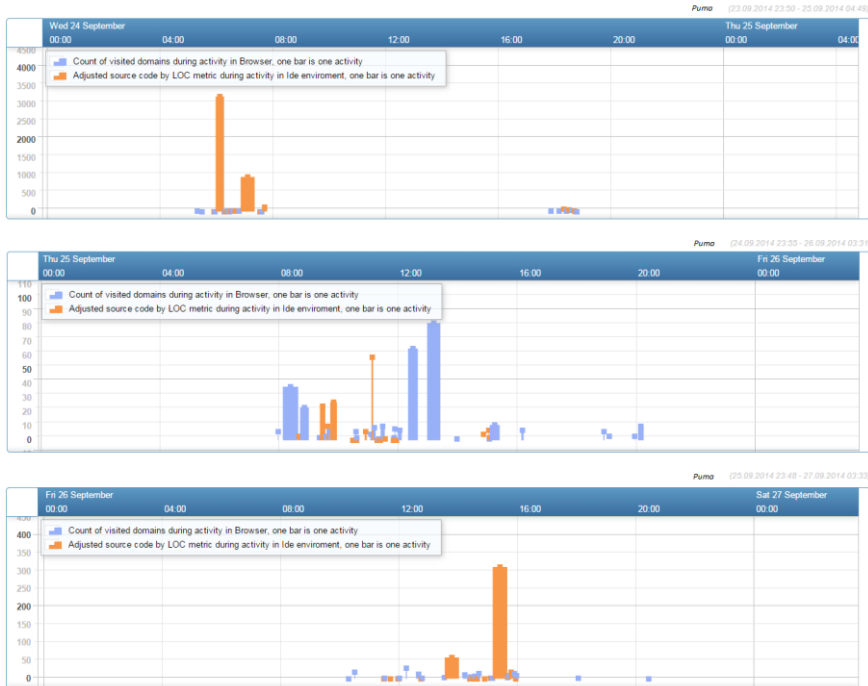 Puma (23.09.2014 23:50 - 25.09.2014 04:49)
Wed 24 September Thu 25 September
00:00 04:00 08:00 12:00 16:00 20:00 00:00 04:00
4500
Count of visited domains during activity in Browser, one bar is one activity
4000
Adjusted source code by LOC metric during activity in Ide enviroment, one bar is one activity
3500
3000
2500
2000
1500
1000
500
0
Puma (24.09.2014 23:55 - 26.09.2014 03:31
Thu 25 September Fri 26 September
00:00 04:00 08:00 12:00 16:00 20:00 00:00
110
Count of visited domains during activity in Browser, one bar is one activity
100
Adjusted source code by LOC metric during activity in Ide enviroment, one bar is one activity
90
80
70
60
50
40
30
20
10
0
Puma (25.09.2014 23:46 - 27.09.2014 03:33
Fri 26 September Sat 27 September
00:00 04:00 08:00 12:00 16:00 20:00 00:00
450
Count of visited domains during activity in Browser, one bar is one activity
400
Adjusted source code by LOC metric during activity in Ide enviroment, one bar is one activity
350
300
250
200
150
100
50
0